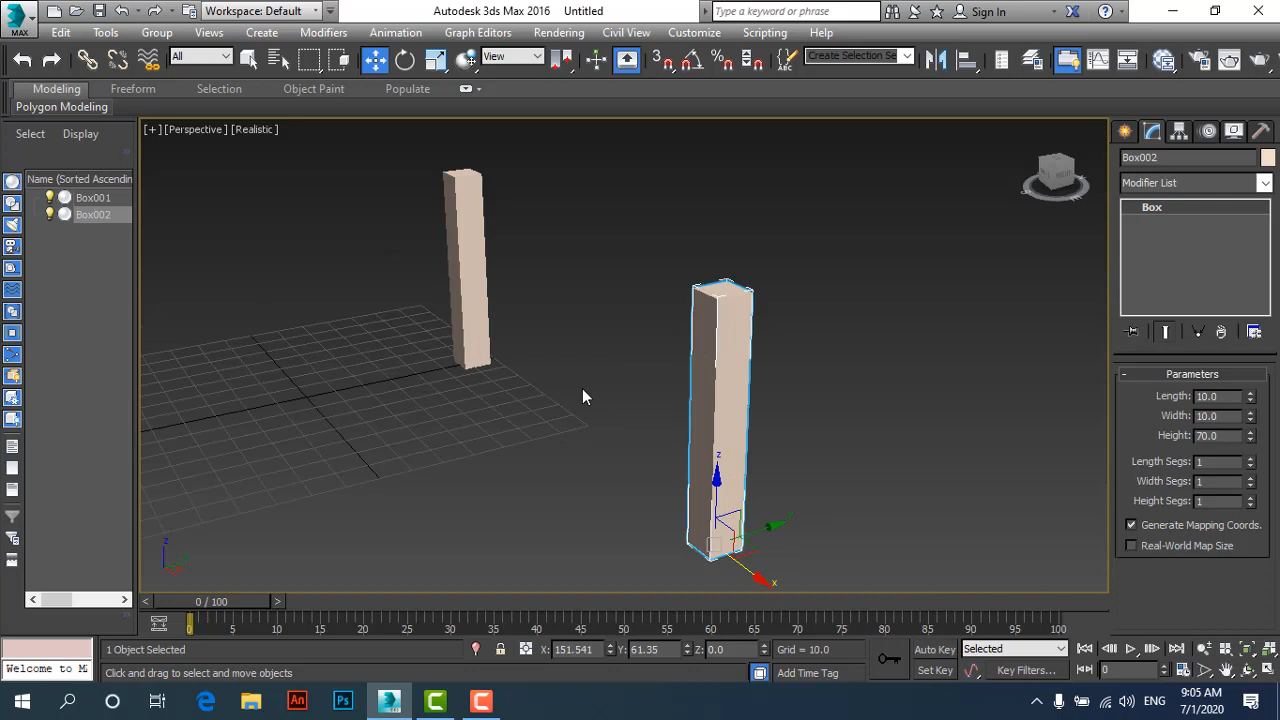 MAX
Workspace: Default
Autodesk 3ds Max 2016 Untitled
Type a keyword or phrase
Sign In
Edit Tools Group Views Create Modifiers Animation Graph Editors Rendering Civil View Customize Scripting Help
All
View
3
Create Selection Se
Modeling Freeform Selection Object Paint Populate
Polygon Modeling
Select Display
[+] [Perspective] [Realistic]
Name (Sorted Ascending
Box001
Box002
Box002
Modifier List
Box
Parameters
Length: 10.0
Width: 10.0
Height: 70.0
Length Segs: 1
Width Segs: 1
Height Segs: 1
Generate Mapping Coords.
Real-World Map Size
z
x
z
0 / 100
0 5 10 15 20 25 30 35 40 45 50 55 60 65 70 75 80 85 90 95 100
1 Object Selected
X: 151.541 Y: 61.35 Z: 0.0 Grid = 10.0
Auto Key Selected
Welcome to M
Click and drag to select and move objects
Add Time Tag
Set Key Key Filters... 0
An Ps
ENG
9:05 AM
7/1/2020